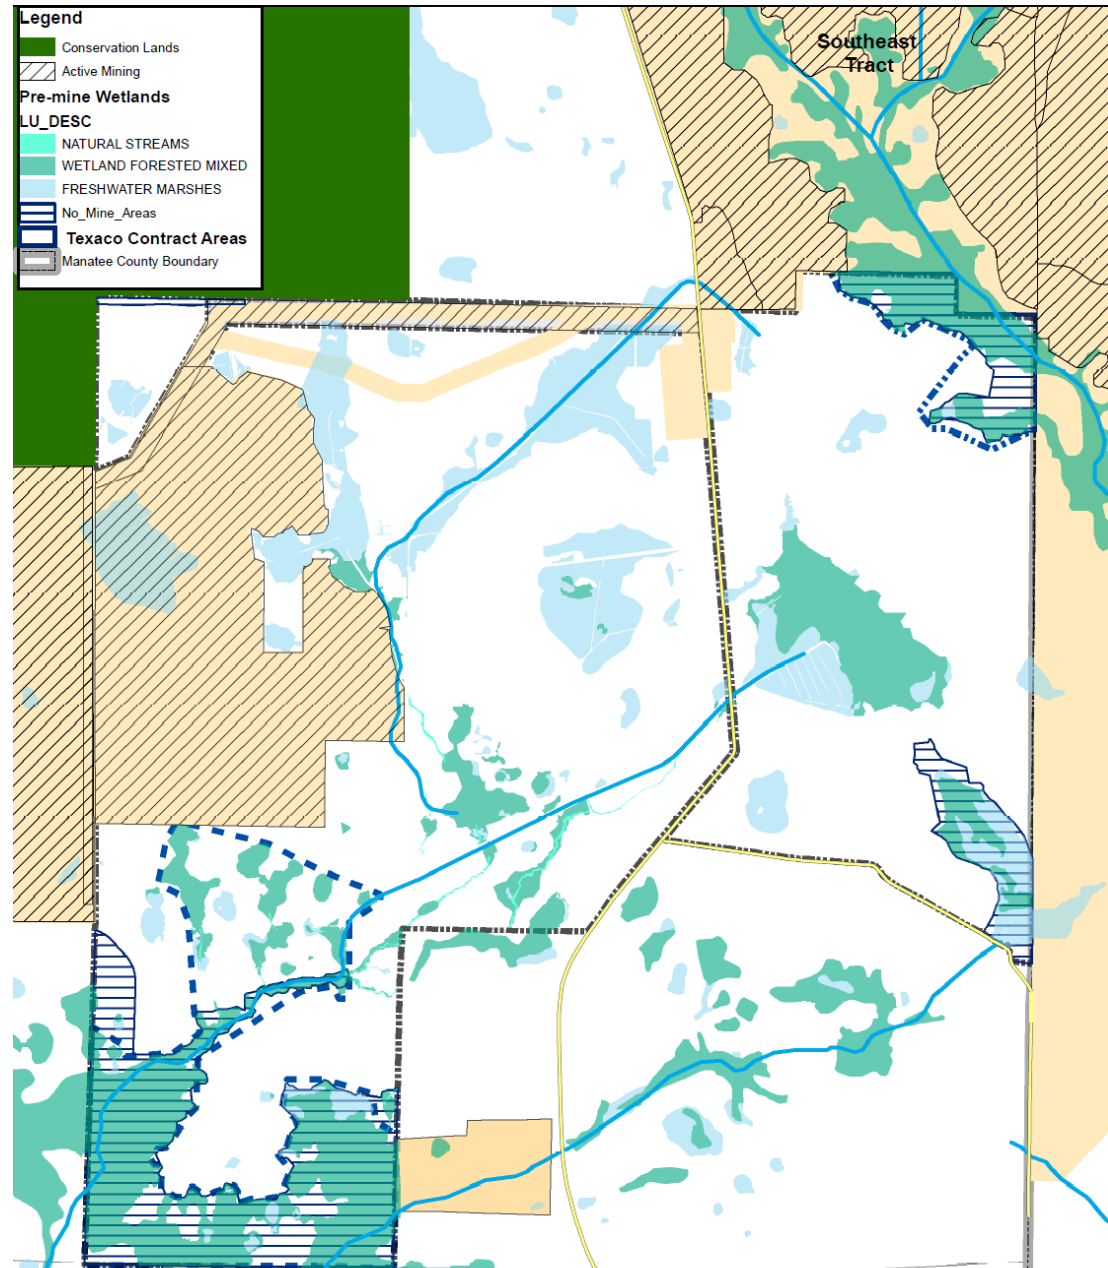 Legend
Conservation Lands
Active Mining
Pre-mine Wetlands
LU_DESC
NATURAL STREAMS
WETLAND FORESTED MIXED
FRESHWATER MARSHES
No_Mine_Areas
Texaco Contract Areas
Manatee County Boundary
Southeast
Tract